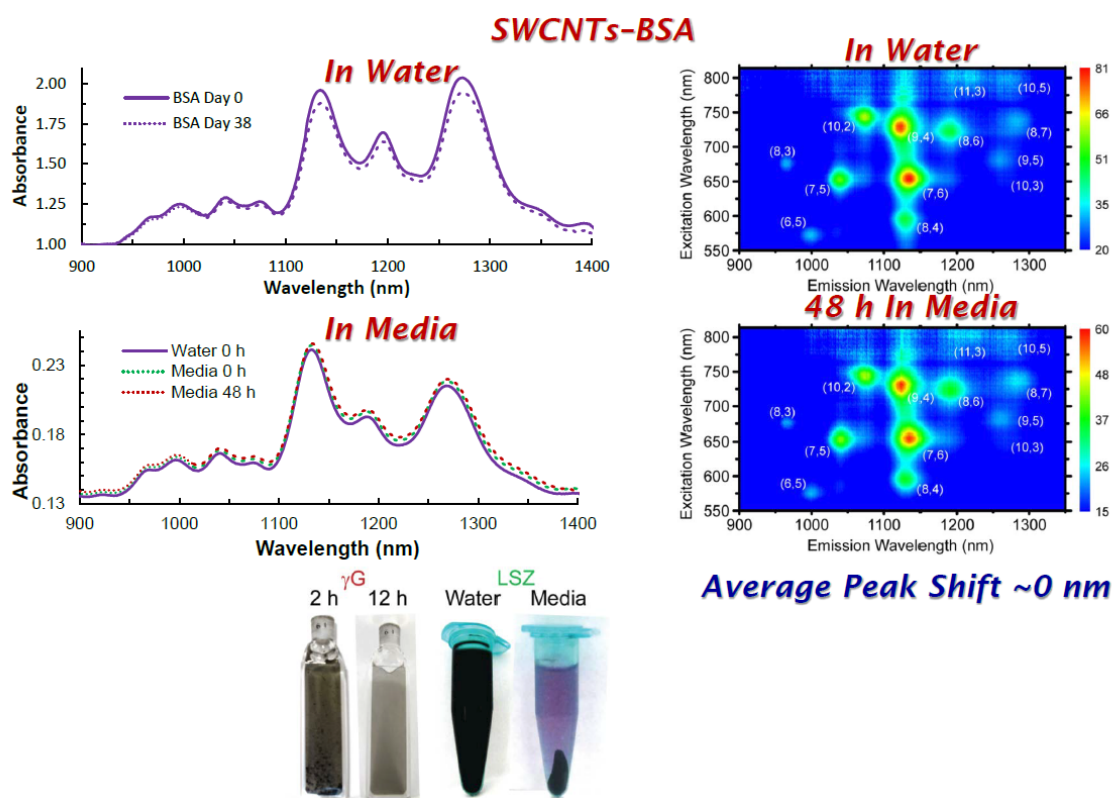 SWCNTs-BSA
In Water
BSA Day 0
BSA Day 38
Absorbance
2.00
1.75
1.50
1.25
1.00
900 1000 1100 1200 1300 1400
Wavelength (nm)
In Water
Excitation Wavelength (nm)
800
750
700
650
600
550
(11,3)
(10,5)
(10,2)
(9,4)
(8,6)
(8,7)
(8,3)
(9,5)
(7,5)
(7,6)
(10,3)
(6,5)
(8,4)
81
66
51
35
20
900 1000 1100 1200 1300
Emission Wavelength (nm)
In Media
Water 0 h
Media 0 h
Media 48 h
Absorbance
0.23
0.18
0.13
900 1000 1100 1200 1300 1400
Wavelength (nm)
48 h In Media
Excitation Wavelength (nm)
800
750
700
650
600
550
(11,3)
(10,5)
(10,2)
(9,4)
(8,6)
(8,7)
(8,3)
(9,5)
(7,5)
(7,6)
(10,3)
(6,5)
(8,4)
60
48
37
26
15
900 1000 1100 1200 1300
Emission Wavelength (nm)
Average Peak Shift ~0 nm
γG
2 h 12 h
LSZ
Water Media